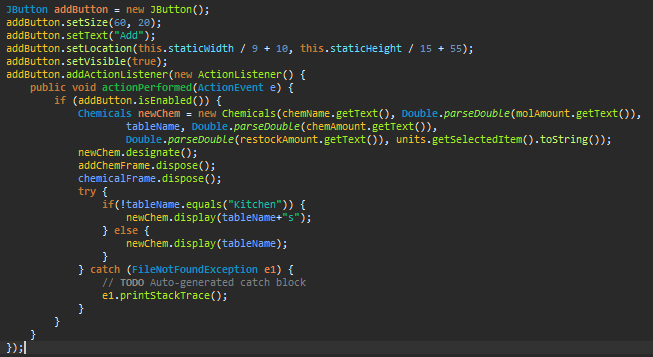 JButton addButton = new JButton();
addButton.setSize(60, 20);
addButton.setText("Add");
addButton.setLocation(this.staticWidth / 9 + 10, this.staticHeight / 15 + 55);
addButton.setVisible(true);
addButton.addActionListener(new ActionListener() {
    public void actionPerformed(ActionEvent e) {
        if (addButton.isEnabled()) {
            Chemicals newChem = new Chemicals(chemName.getText(), Double.parseDouble(molAmount.getText()),
                    tableName, Double.parseDouble(chemAmount.getText()),
                    Double.parseDouble(restockAmount.getText()), units.getSelectedItem().toString());
            newChem.designate();
            addChemFrame.dispose();
            chemicalFrame.dispose();
            try {
                if(!tableName.equals("Kitchen")) {
                    newChem.display(tableName+"s");
                } else {
                    newChem.display(tableName);
                }
            } catch (FileNotFoundException e1) {
                // TODO Auto-generated catch block
                e1.printStackTrace();
            }
        }
    }
});